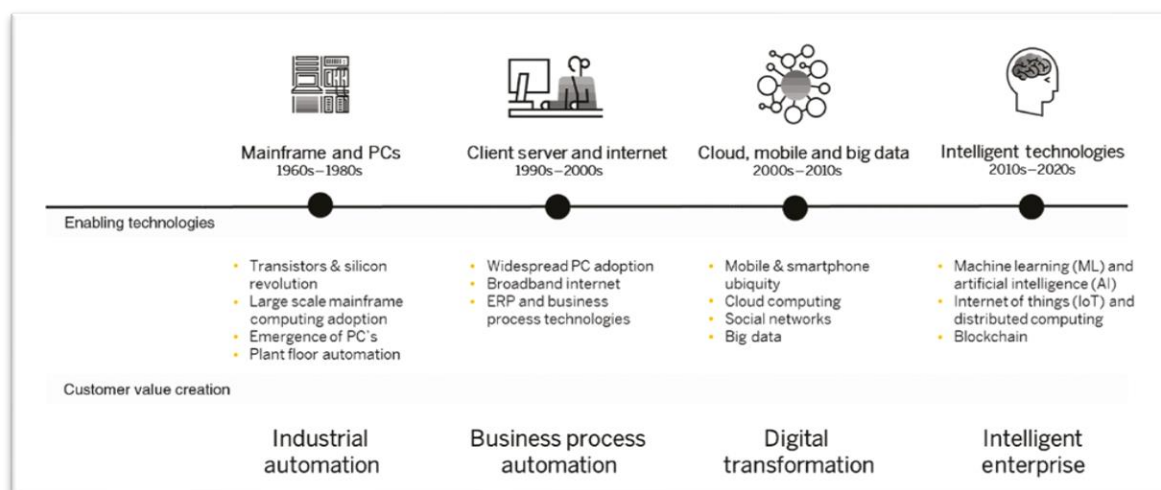 Mainframe and PCs
1960s–1980s
Client server and internet
1990s–2000s
Cloud, mobile and big data
2000s–2010s
Intelligent technologies
2010s–2020s
Enabling technologies
• Transistors & silicon
revolution
• Large scale mainframe
computing adoption
• Emergence of PC's
• Plant floor automation
• Widespread PC adoption
• Broadband internet
• ERP and business
process technologies
• Mobile & smartphone
ubiquity
• Cloud computing
• Social networks
• Big data
• Machine learning (ML) and
artificial intelligence (AI)
• Internet of things (IoT) and
distributed computing
• Blockchain
Customer value creation
Industrial
automation
Business process
automation
Digital
transformation
Intelligent
enterprise